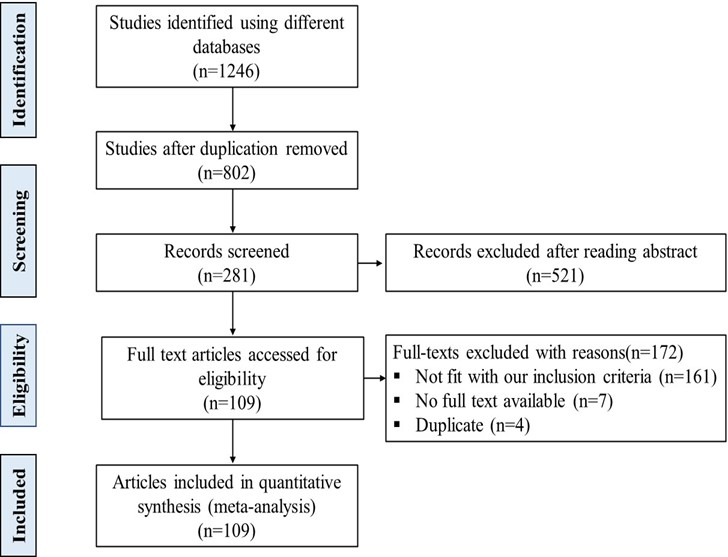 Identification
Studies identified using different
databases
(n=1246)
Studies after duplication removed
(n=802)
Screening
Records screened
(n=281)
Records excluded after reading abstract
(n=521)
Eligibility
Full text articles accessed for
eligibility
(n=109)
Full-texts excluded with reasons(n=172)
▪ Not fit with our inclusion criteria (n=161)
▪ No full text available (n=7)
▪ Duplicate (n=4)
Included
Articles included in quantitative
synthesis (meta-analysis)
(n=109)